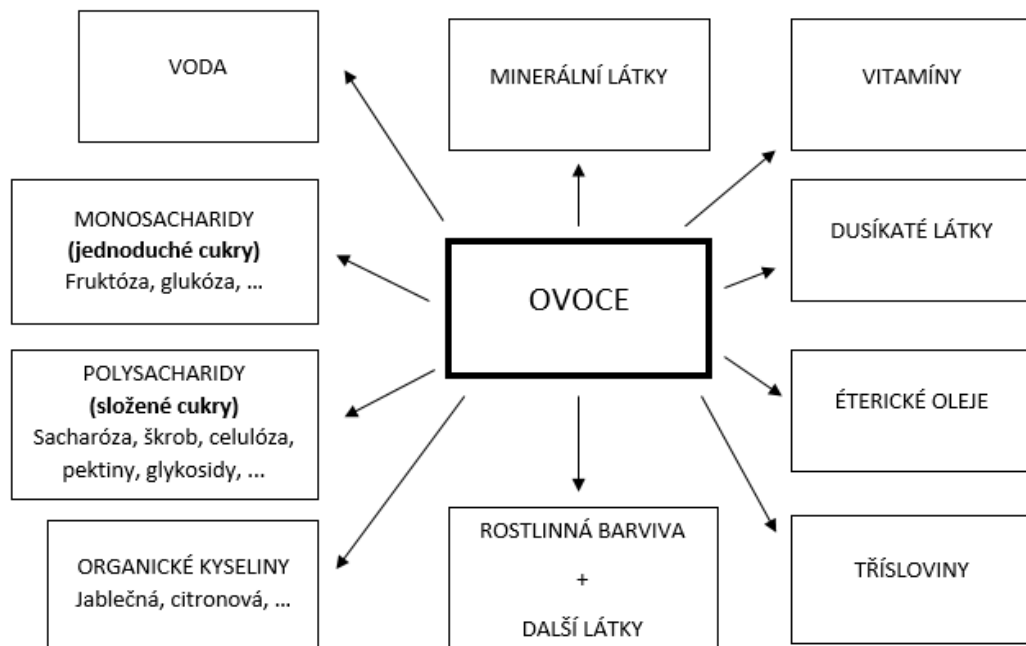 VODA
MINERÁLNÍ LÁTKY
VITAMÍNY
MONOSACHARIDY
(jednoduché cukry)
Fruktóza, glukóza, ...
DUSÍKATÉ LÁTKY
OVOCE
POLYSACHARIDY
(složené cukry)
Sacharóza, škrob, celulóza,
pektiny, glykosidy, ...
ÉTERICKÉ OLEJE
ORGANICKÉ KYSELINY
Jablečná, citronová, ...
ROSTLINNÁ BARVIVA
+
DALŠÍ LÁTKY
TŘÍSLOVINY